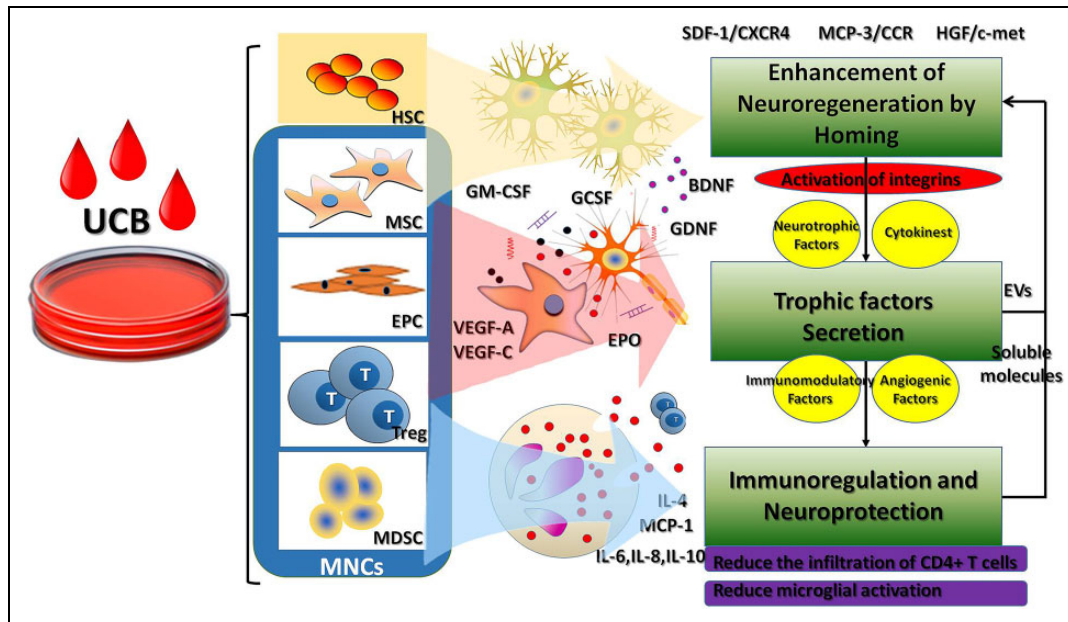 SDF-1/CXCR4 MCP-3/CCR HGF/c-met
UCB
HSC
MSC
EPC
T
T
T
Treg
MDSC
MNCs
GM-CSF
GCSF
BDNF
GDNF
VEGF-A
VEGF-C
EPO
T
T
IL-4
MCP-1
IL-6,IL-8,IL-10
Enhancement of
Neuroregeneration by
Homing
Activation of integrins
Neurotrophic
Factors
Cytokinest
Trophic factors
Secretion
EVs
Soluble
molecules
Immunomodulatory
Factors
Angiogenic
Factors
Immunoregulation and
Neuroprotection
Reduce the infiltration of CD4+ T cells
Reduce microglial activation